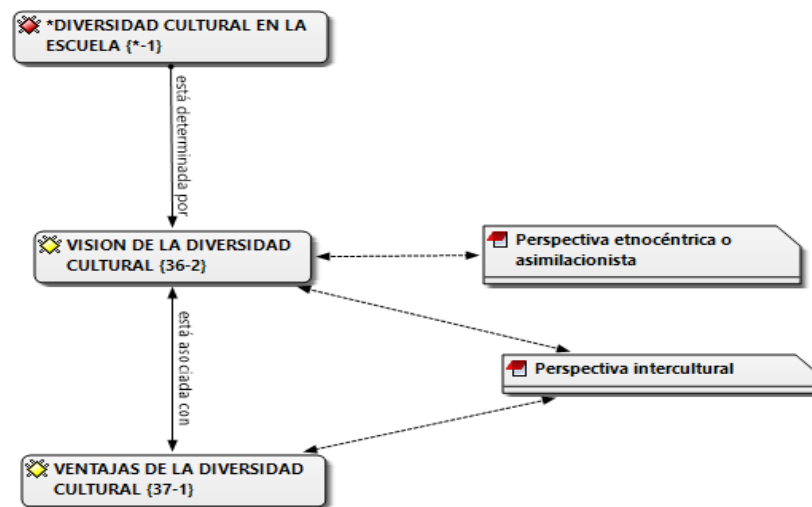 *DIVERSIDAD CULTURAL EN LA
ESCUELA {*-1}
está determinada por
VISION DE LA DIVERSIDAD
CULTURAL {36-2}
Perspectiva etnocéntrica o
asimilacionista
está asociada con
Perspectiva intercultural
VENTAJAS DE LA DIVERSIDAD
CULTURAL {37-1}